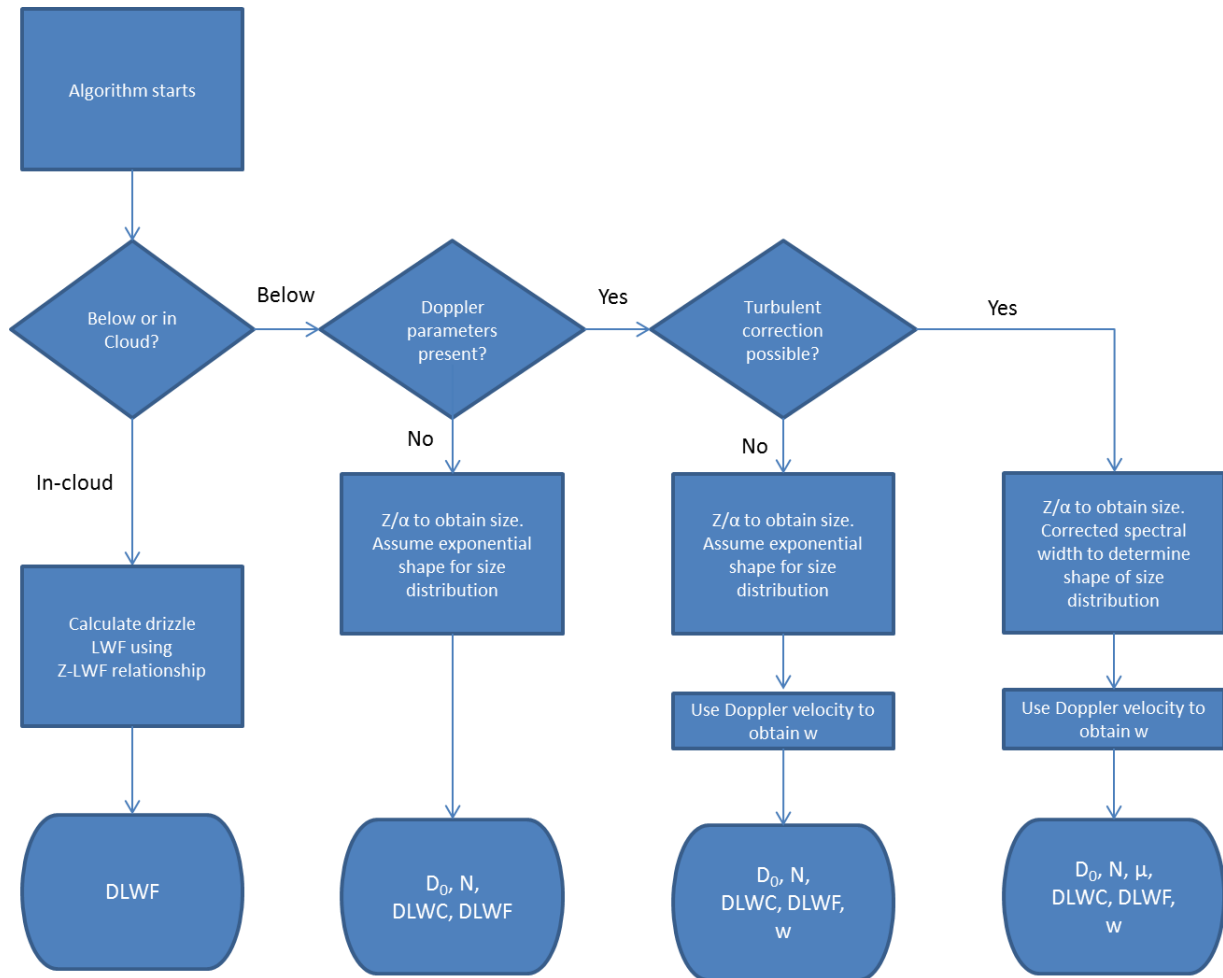 Algorithm starts
Below or in
Cloud?
Below
Doppler
parameters
present?
Yes
Turbulent
correction
possible?
Yes
In-cloud
No
No
Calculate drizzle
LWF using
Z-LWF relationship
Z/α to obtain size.
Assume exponential
shape for size
distribution
Z/α to obtain size.
Assume exponential
shape for size
distribution
Z/α to obtain size.
Corrected spectral
width to determine
shape of size
distribution
Use Doppler velocity to
obtain w
Use Doppler velocity to
obtain w
DLWF
D₀, N,
DLWC, DLWF
D₀, N,
DLWC, DLWF,
w
D₀, N, μ,
DLWC, DLWF,
w